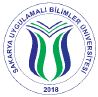 SAKARYA UYGULAMALI BİLİMLER ÜNİVERSİTESİ
2018